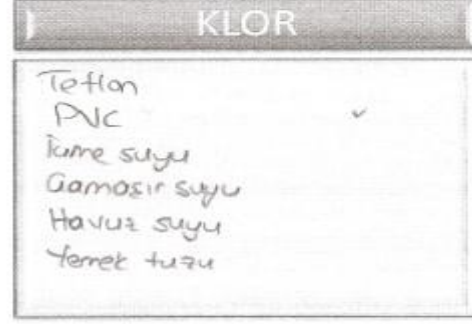 KLOR
Teflon
PVC ✓
İçme suyu
Çamaşır suyu
Havuz suyu
Yemek tuzu